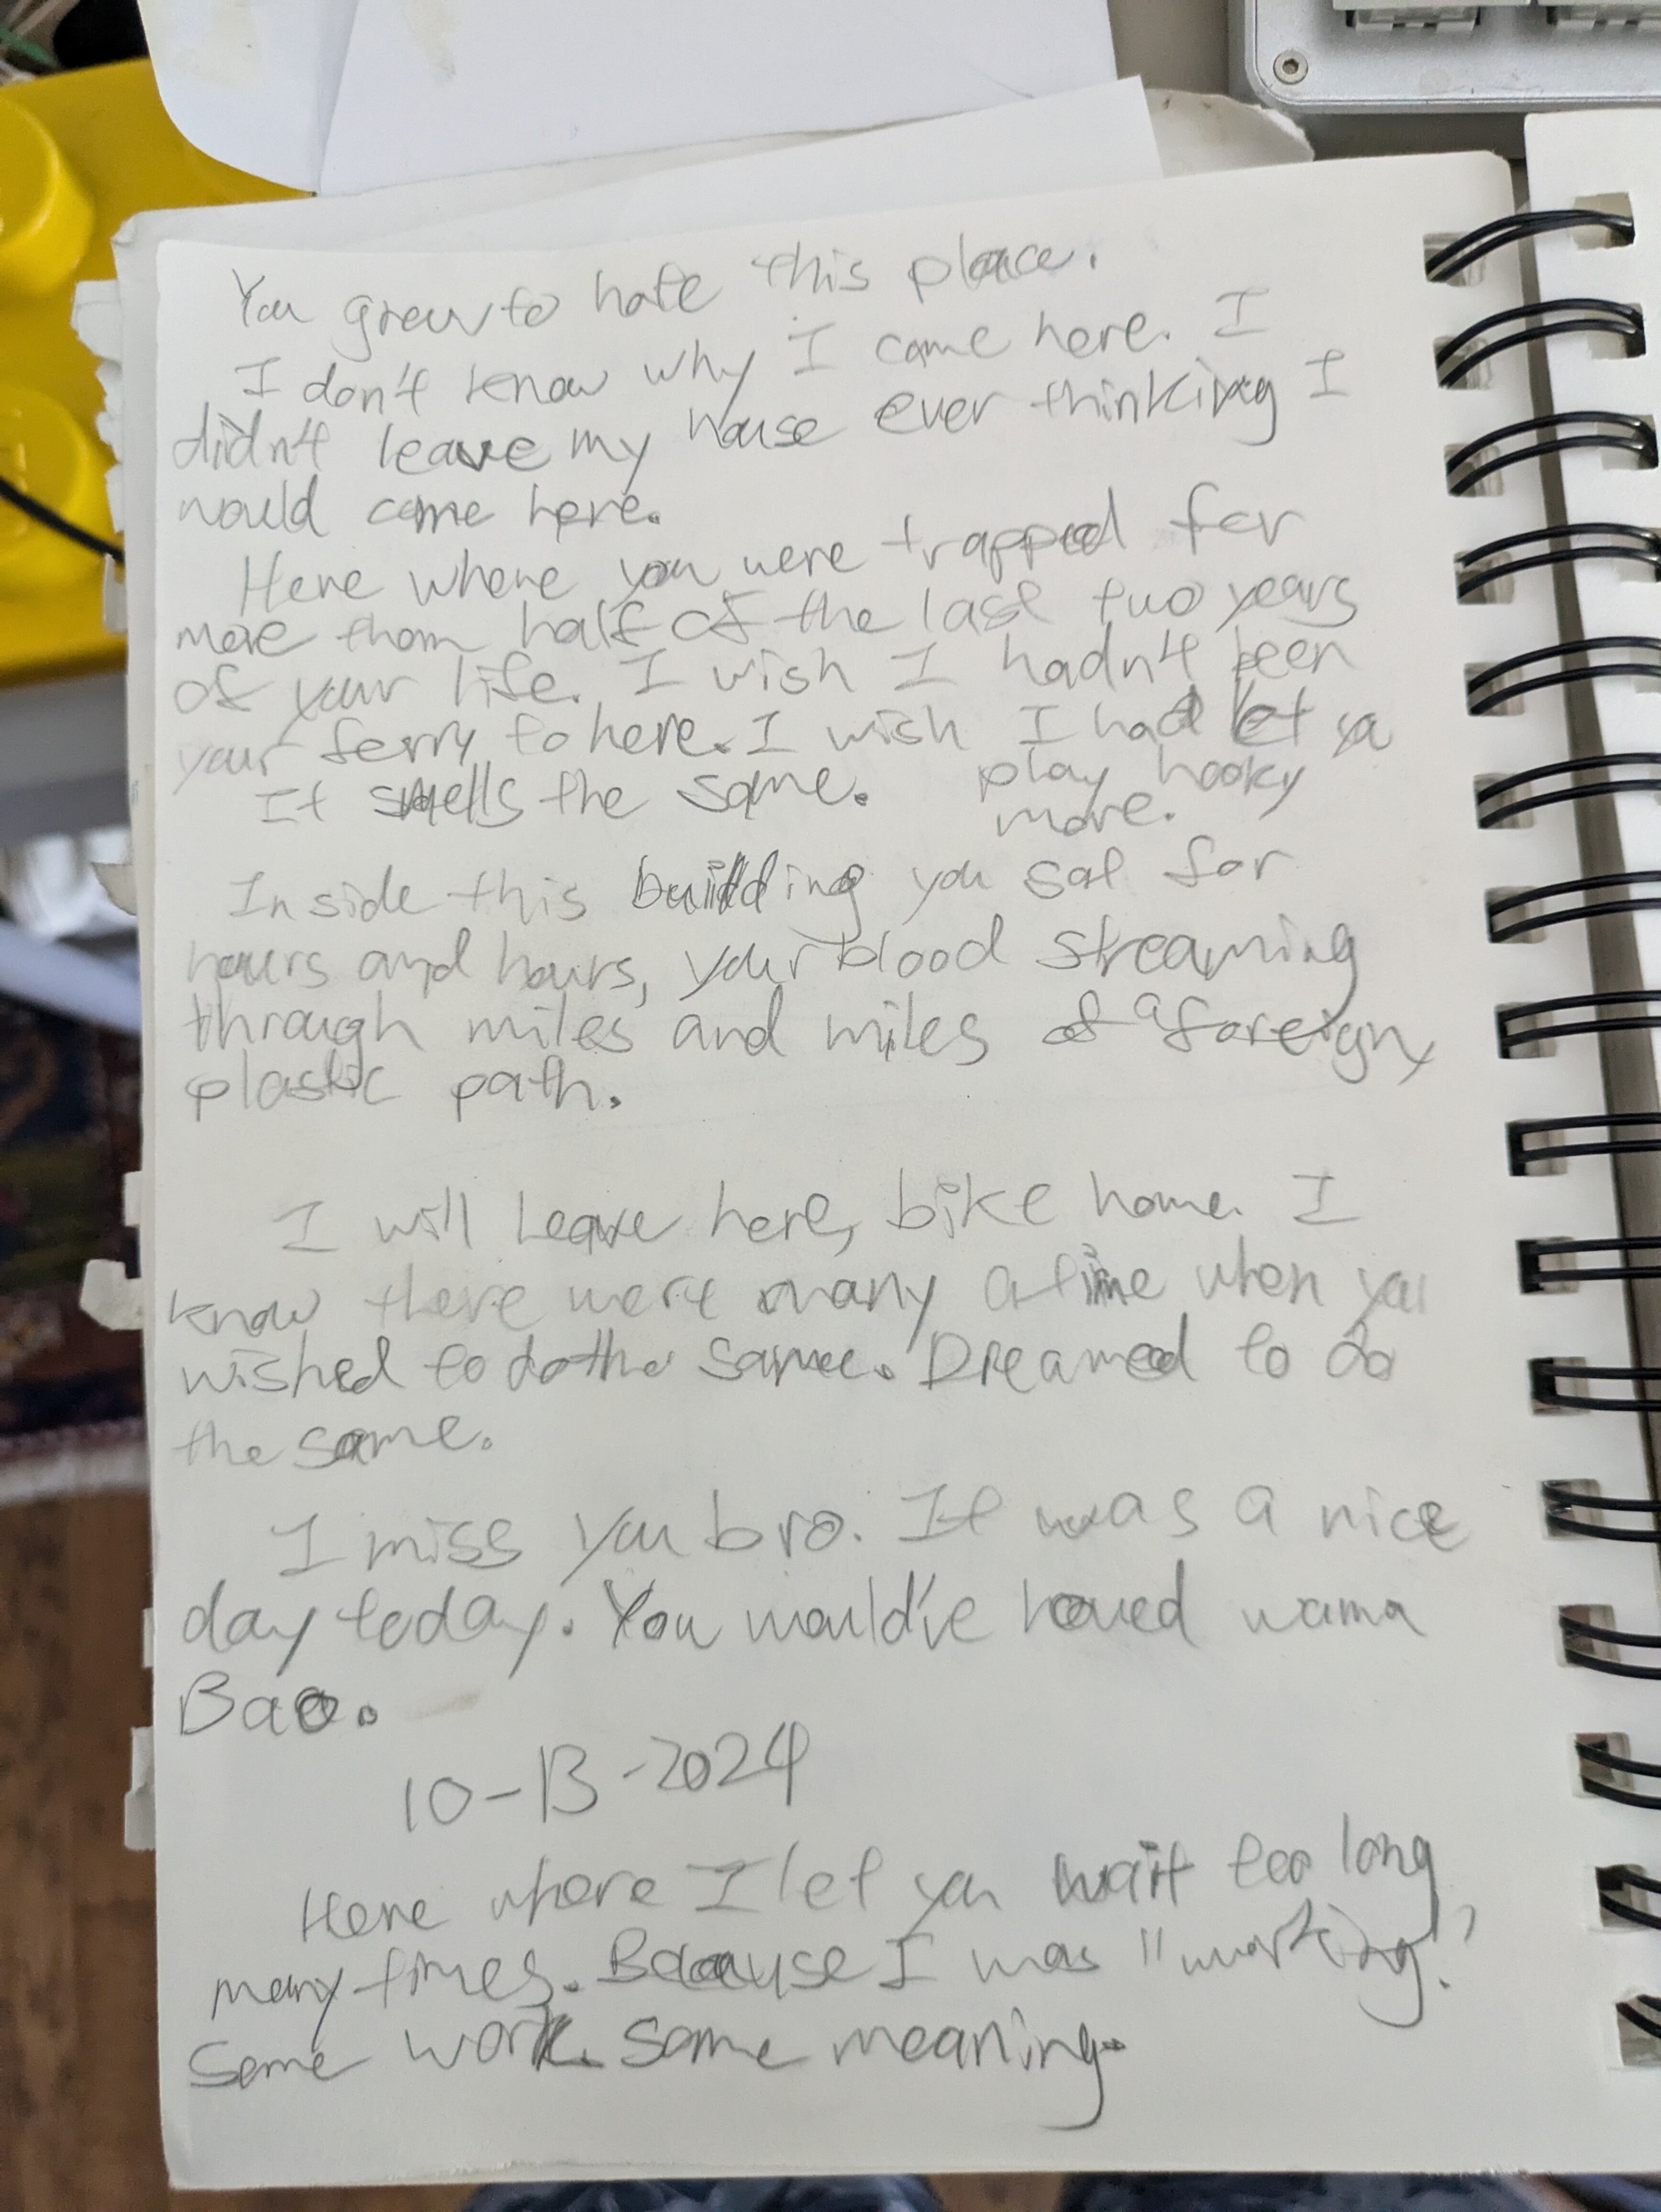 You grew to hate this place.
I don't know why I came here. I
didn't leave my house ever thinking I
would come here.
Here where you were trapped for
more than half of the last two years
of your life. I wish I hadn't been
your ferry to here. I wish I had let ya
play hooky
more.
It smells the same.
Inside this building you sat for
hours and hours, your blood streaming
through miles and miles of a foreign,
plastic path.
I will leave here, bike home. I
know there were many a time when you
wished to do the same. Dreamed to do
the same.
I miss you bro. It was a nice
day today. You would've loved
Bao.
10-13-2024
Here where I let you wait too long
many times. Because I was "working."
Some work. Some meaning.